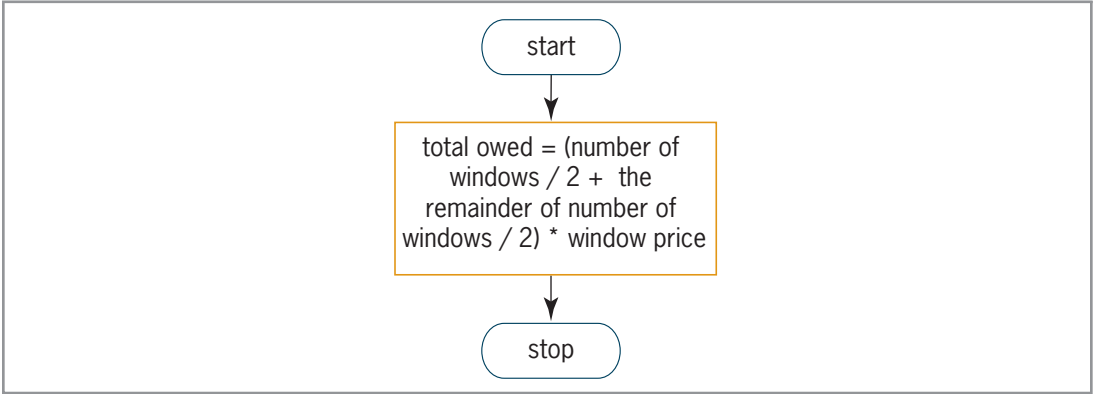 start
total owed = (number of
windows / 2 + the
remainder of number of
windows / 2) * window price
stop